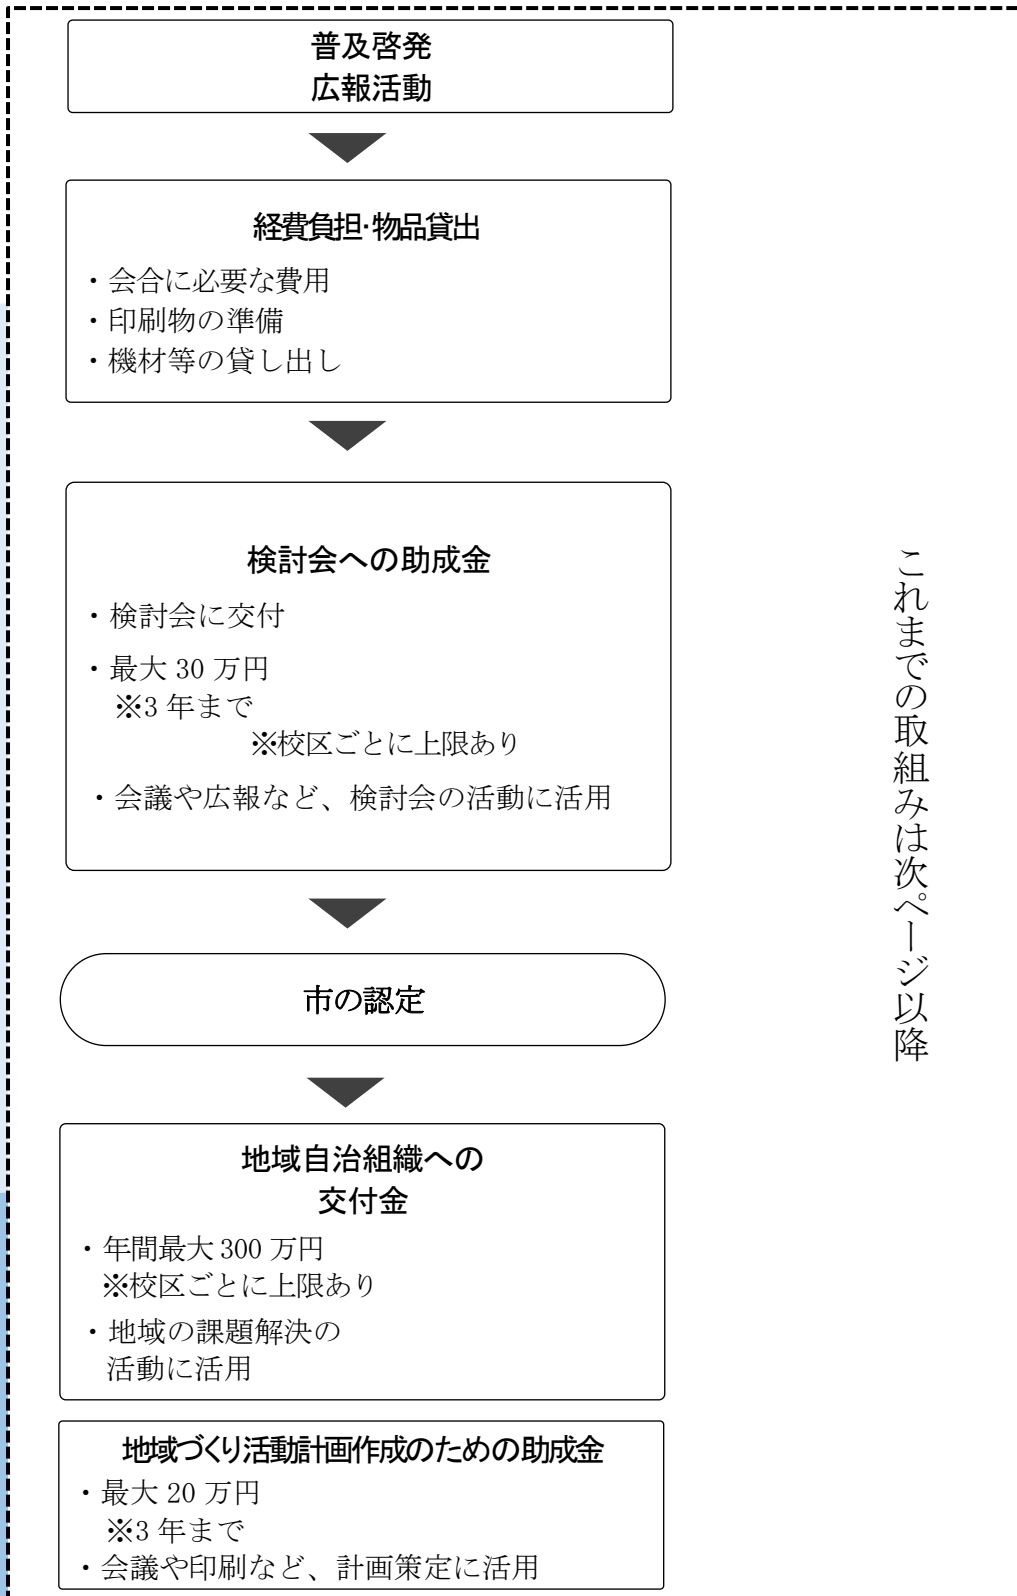 普及啓発
広報活動
経費負担・物品貸出
・会合に必要な費用
・印刷物の準備
・機材等の貸し出し
検討会への助成金
・検討会に交付
・最大 30 万円
※3 年まで
※校区ごとに上限あり
・会議や広報など、検討会の活動に活用
市の認定
地域自治組織への
交付金
・年間最大 300 万円
※校区ごとに上限あり
・地域の課題解決の
活動に活用
地域づくり活動計画作成のための助成金
・最大 20 万円
※3 年まで
・会議や印刷など、計画策定に活用
これまでの取組みは次ページ以降